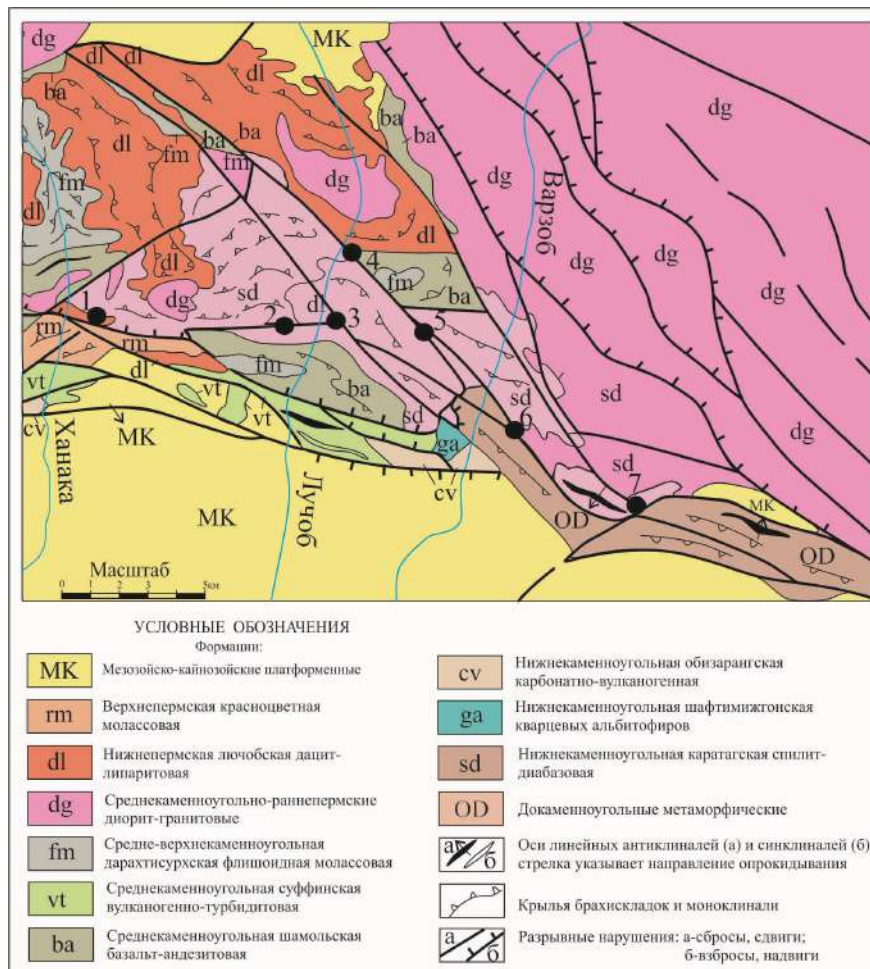 dg
MK
dl
dl
dl
ba
ba
ba
dg
ba
ba
dl
fm
fm
fm
dg
dg
dg
Варзоб
dl
dl
dl
4
fm
ba
dg
dg
dg
sd
dl
dg
1
2
3
5
rm
rm
dl
fm
ba
sd
sd
dg
6
vt
vt
vt
cv
MK
sd
ga
cv
sd
7
OD
MK
OD
Ханака
Лучоб
MK
Масштаб
0 1 2 3 4 5км
УСЛОВНЫЕ ОБОЗНАЧЕНИЯ
Формации:
MK Мезозойско-кайнозойские платформенные
rm Верхнепермская красноцветная
молассовая
dl Нижнепермская лючобская дацит-
липаритовая
dg Среднекаменноугольно-раннепермские
диорит-гранитовые
fm Средне-верхнекаменноугольная
дарахтисурхская флишоидная молассовая
vt Среднекаменноугольная суффинская
вулканогенно-турбидитовая
ba Среднекаменноугольная шамольская
базальт-андезитовая
cv Нижнекаменноугольная обизарангская
карбонатно-вулканогенная
ga Нижнекаменноугольная шафтимижгонская
кварцевых альбитофиров
sd Нижнекаменноугольная каратагская спилит-
диабазовая
OD Докаменноугольные метаморфические
а б Оси линейных антиклиналей (а) и синклиналей (б)
стрелка указывает направление опрокидывания
Крылья брахискладок и моноклинали
а б Разрывные нарушения: а-сбросы, сдвиги;
б-взбросы, надвиги